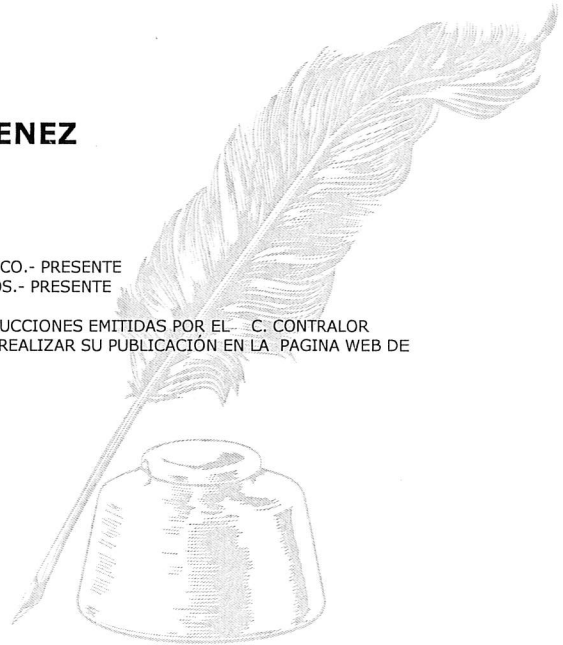 ENEZ
CO.- PRESENTE
OS.- PRESENTE
UCCIONES EMITIDAS POR EL C. CONTRALOR
REALIZAR SU PUBLICACIÓN EN LA PAGINA WEB DE